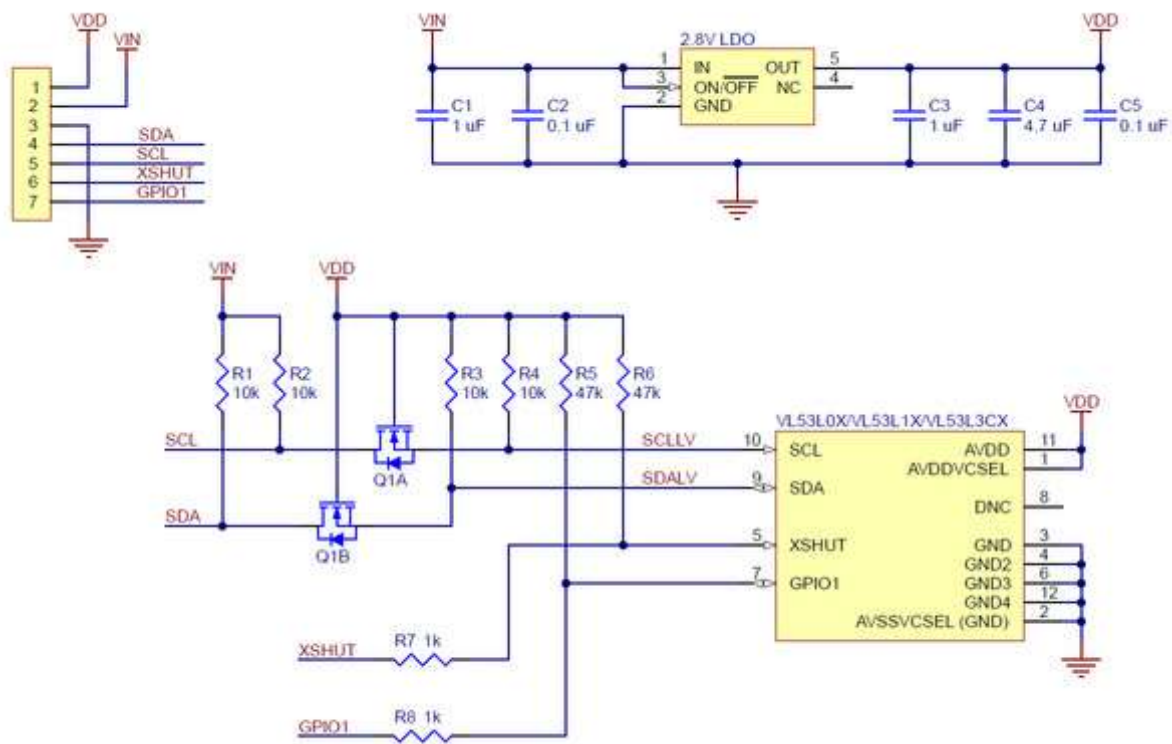 VDD
VIN
1
2
3
4 SDA
5 SCL
6 XSHUT
7 GPIO1
VIN
VDD
2.8V LDO
1 IN OUT 5
3 ON/OFF NC 4
2 GND
C1
1 uF
C2
0.1 uF
C3
1 uF
C4
4.7 uF
C5
0.1 uF
VIN
VDD
R1
10k
R2
10k
R3
10k
R4
10k
R5
47k
R6
47k
SCL
Q1A
SCLLV
SDALV
SDA
Q1B
VL53L0X/VL53L1X/VL53L3CX
VDD
10 SCL AVDD 11
AVDDVCSEL 1
9 SDA
DNC 8
5 XSHUT GND 3
GND2 4
7 GPIO1 GND3 6
GND4 12
AVSSVCSEL (GND) 2
XSHUT R7 1k
GPIO1 R8 1k